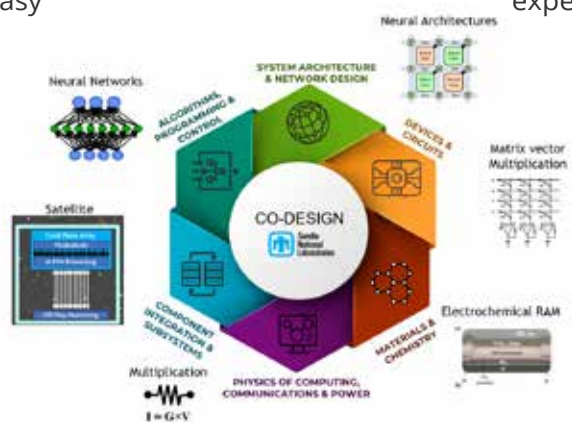 asy
expe
Neural Architectures
SYSTEM ARCHITECTURE
& NETWORK DESIGN
Neural Networks
ALGORITHMS,
PROGRAMMING &
CONTROL
DEVICES &
CIRCUITS
Matrix vector
Multiplication
Satellite
CO-DESIGN
Sandia
National
Laboratories
COMPONENT
INTEGRATION &
SUBSYSTEMS
MATERIALS &
CHEMISTRY
Electrochemical RAM
Multiplication
PHYSICS OF COMPUTING,
COMMUNICATIONS & POWER
I = G×V